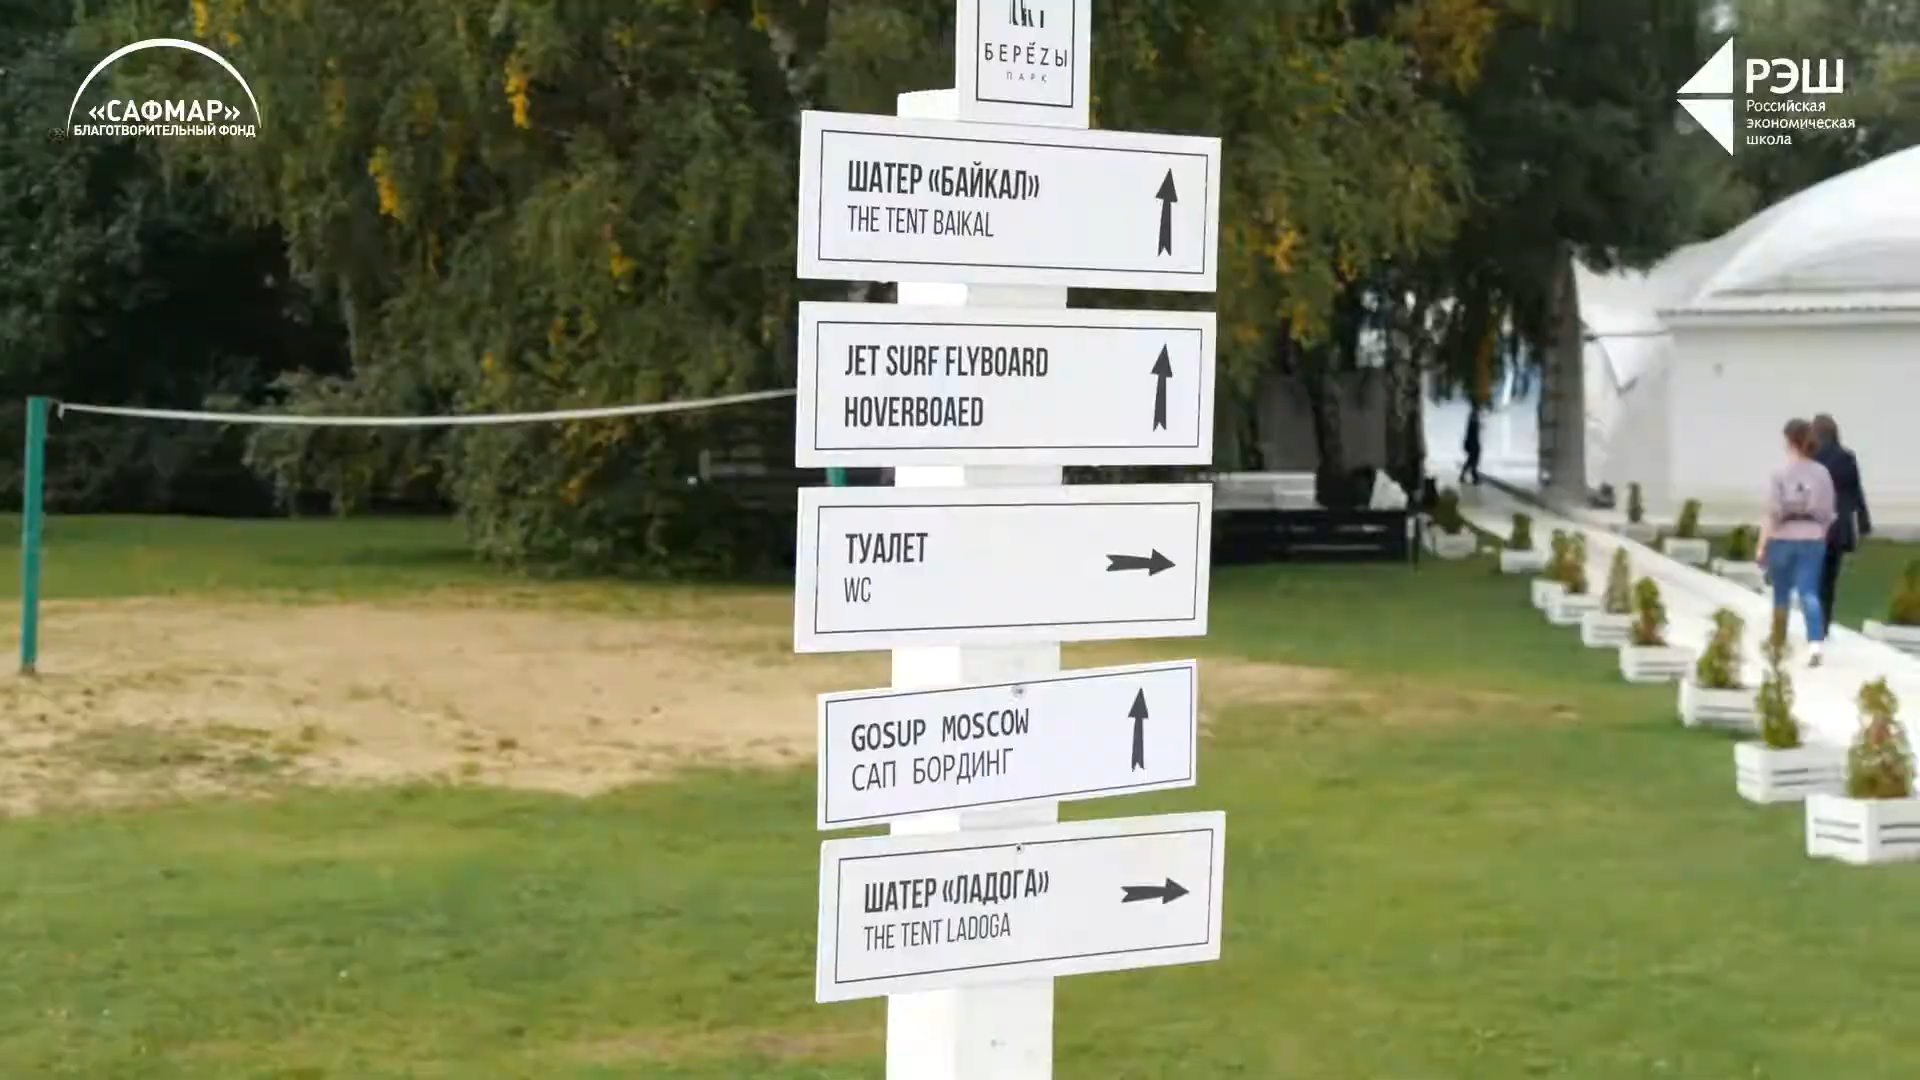 «САФМАР»
БЛАГОТВОРИТЕЛЬНЫЙ ФОНД
РЭШ
Российская
экономическая
школа
БЕРЁZЫ
ПАРК
ШАТЕР «БАЙКАЛ»
THE TENT BAIKAL
JET SURF FLYBOARD
HOVERBOAED
ТУАЛЕТ
WC
GOSUP MOSCOW
САП БОРДИНГ
ШАТЕР «ЛАДОГА»
THE TENT LADOGA